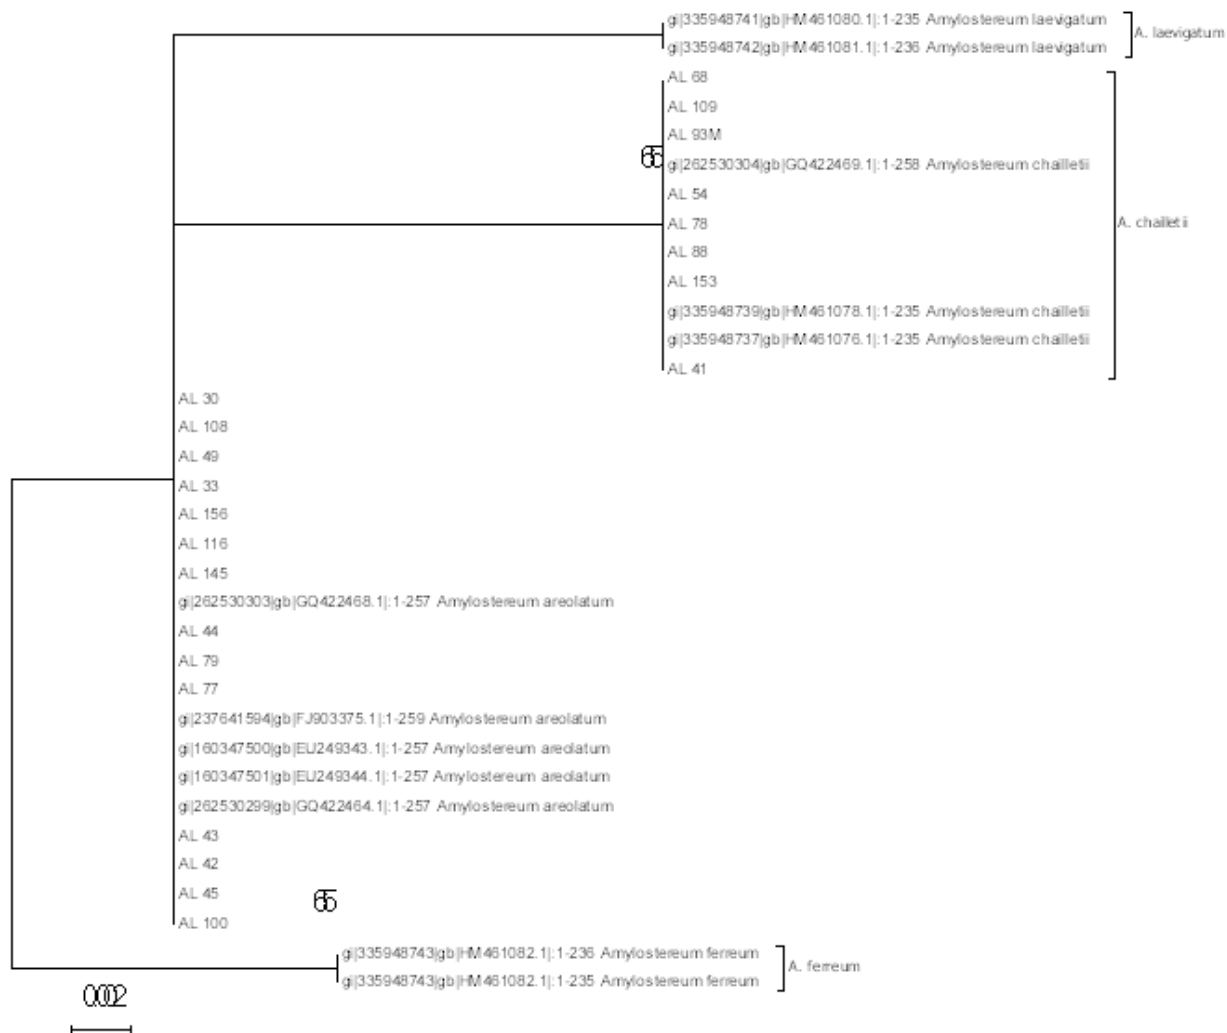 gi|335948741|gb|HM461080.1|:1-235 Amylostereum laevigatum
A. laevigatum
gi|335948742|gb|HM461081.1|:1-236 Amylostereum laevigatum
AL 68
AL 109
AL 93M
65
gi|262530304|gb|GQ422469.1|:1-258 Amylostereum chailletii
AL 54
AL 78
A. chailletii
AL 88
AL 153
gi|335948739|gb|HM461078.1|:1-235 Amylostereum chailletii
gi|335948737|gb|HM461076.1|:1-235 Amylostereum chailletii
AL 41
AL 30
AL 108
AL 49
AL 33
AL 156
AL 116
AL 145
gi|262530303|gb|GQ422468.1|:1-257 Amylostereum areolatum
AL 44
AL 79
AL 77
gi|237641594|gb|FJ903375.1|:1-259 Amylostereum areolatum
gi|160347500|gb|EU249343.1|:1-257 Amylostereum areolatum
gi|160347501|gb|EU249344.1|:1-257 Amylostereum areolatum
gi|262530299|gb|GQ422464.1|:1-257 Amylostereum areolatum
AL 43
AL 42
AL 45
65
AL 100
gi|335948743|gb|HM461082.1|:1-236 Amylostereum ferreum
A. ferreum
gi|335948743|gb|HM461082.1|:1-235 Amylostereum ferreum
0.002